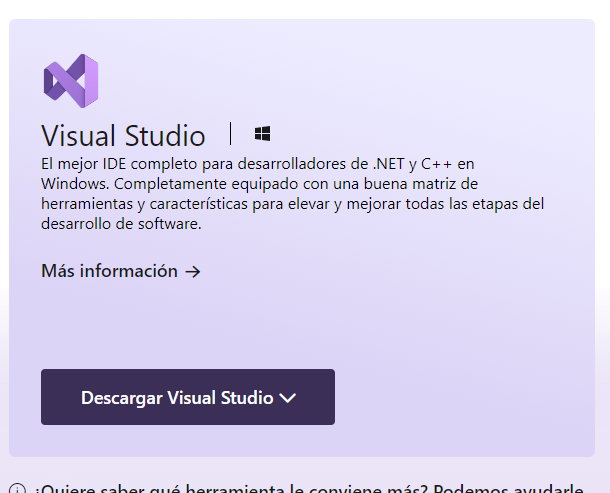 Visual Studio
El mejor IDE completo para desarrolladores de .NET y C++ en
Windows. Completamente equipado con una buena matriz de
herramientas y características para elevar y mejorar todas las etapas del
desarrollo de software.
Más información
Descargar Visual Studio
¿Quiere saber qué herramienta le conviene más? Podemos ayudarle